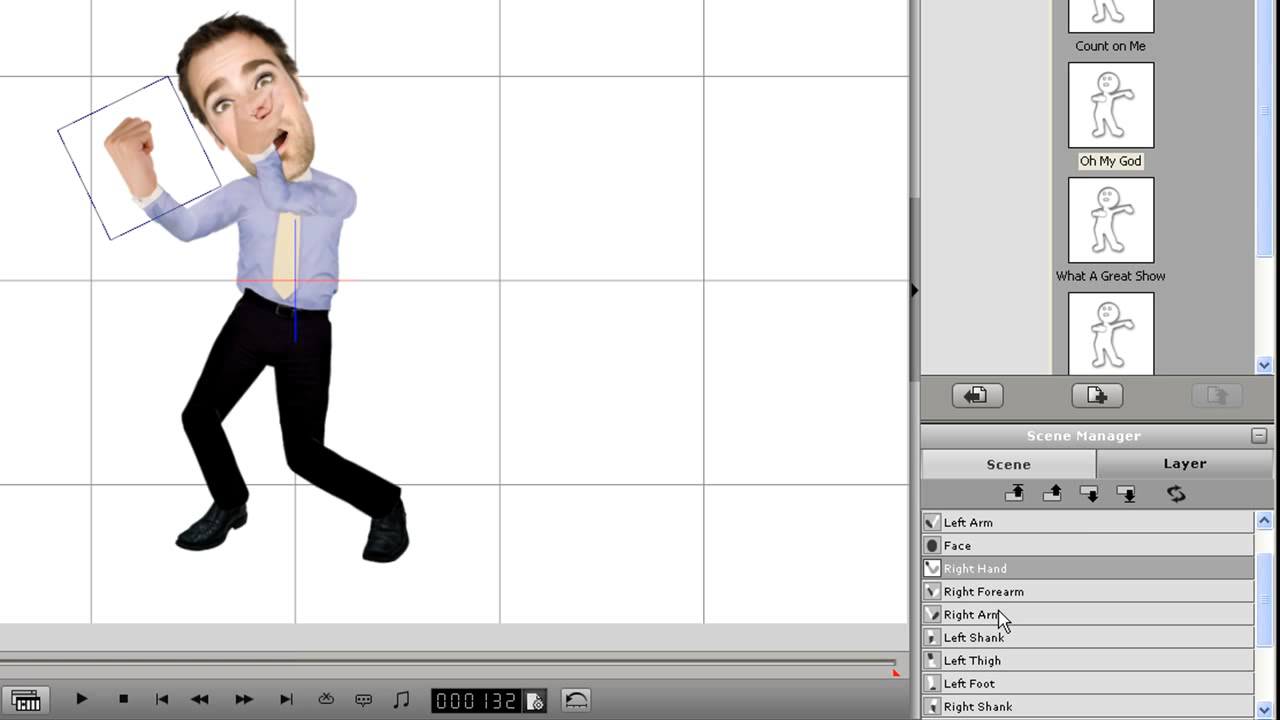 Count on Me
Oh My God
What A Great Show
Scene Manager
Scene
Layer
Left Arm
Face
Right Hand
Right Forearm
Right Arm
Left Shank
Left Thigh
Left Foot
Right Shank
000132